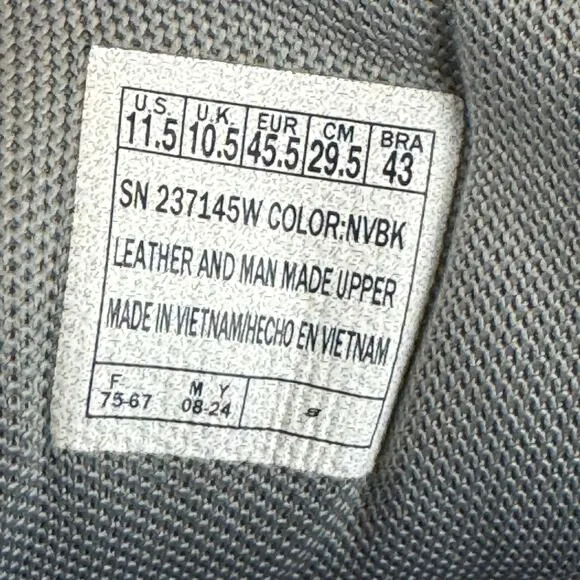 U.S. U.K. EUR CM BRA
11.5 10.5 45.5 29.5 43
SN 237145W COLOR:NVBK
LEATHER AND MAN MADE UPPER
MADE IN VIETNAM/HECHO EN VIETNAM
F M Y
75-67 08-24